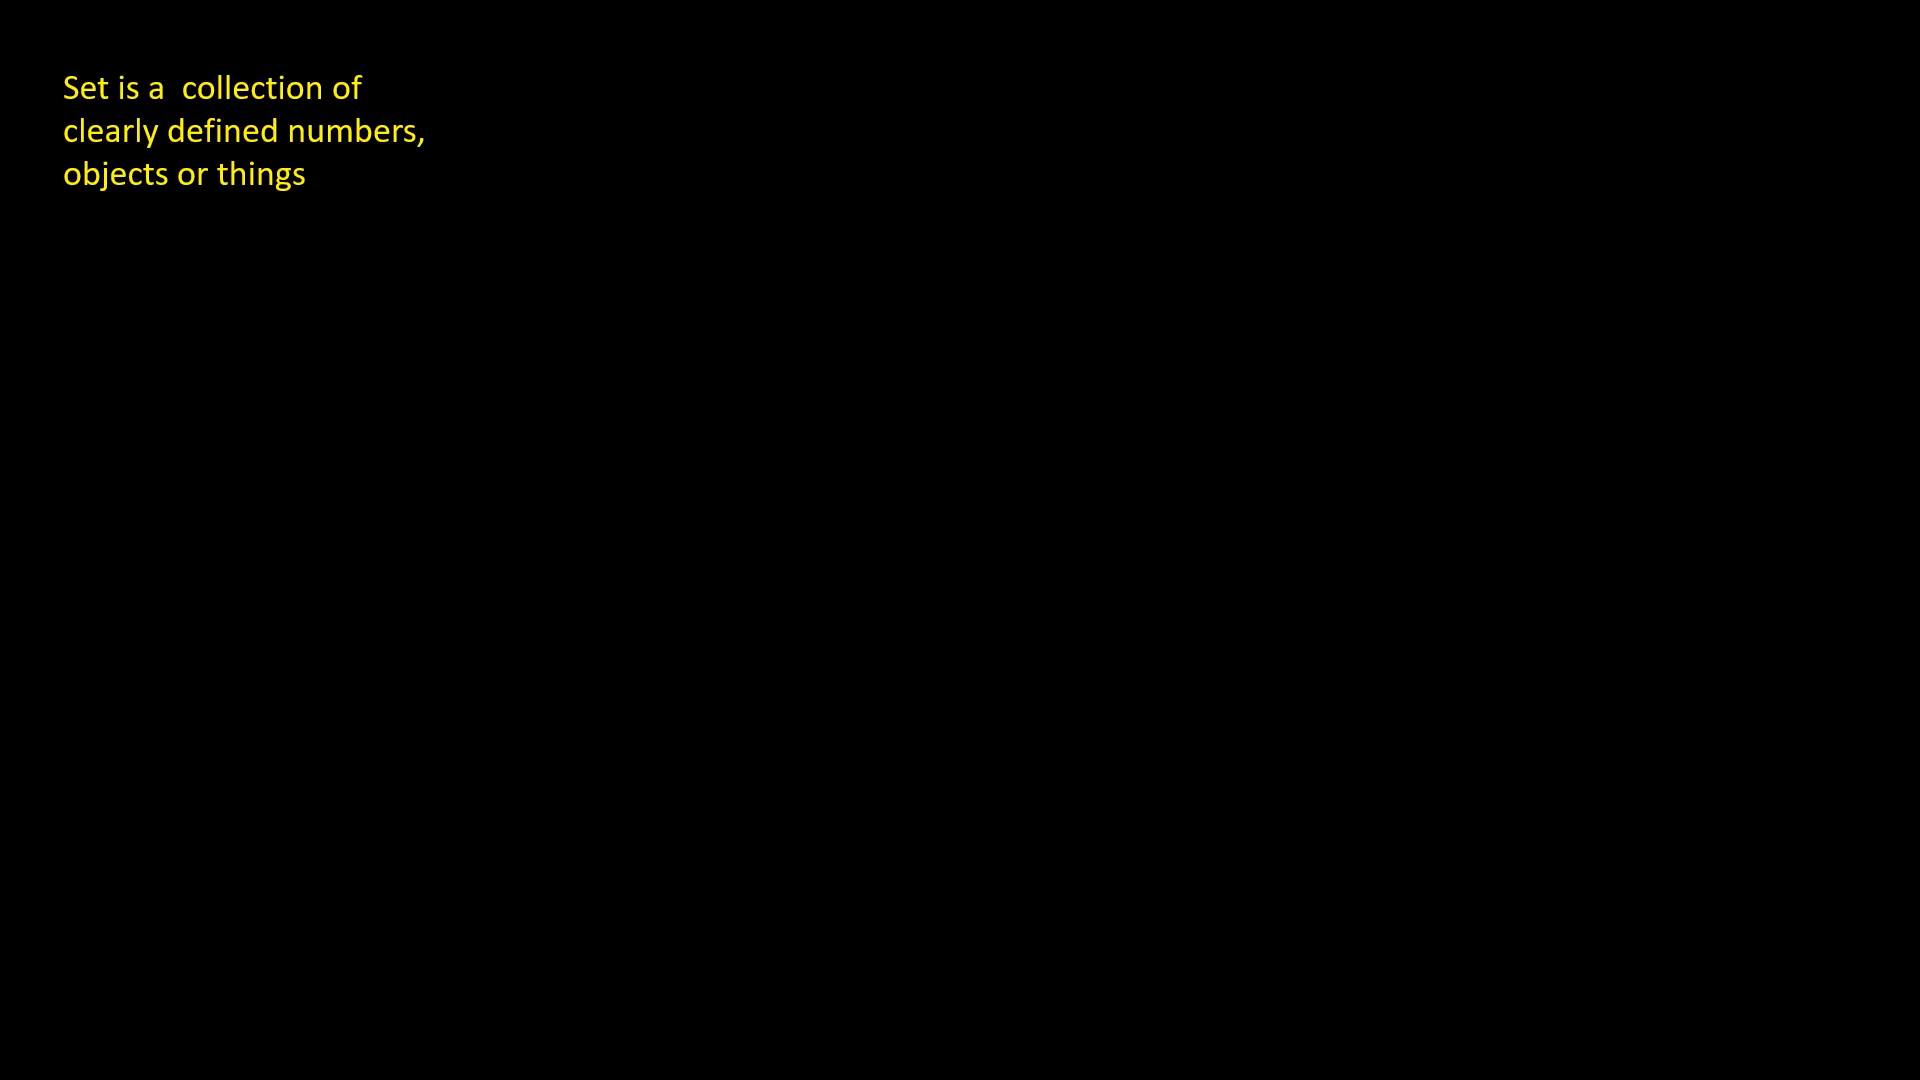 Set is a  collection of
clearly defined numbers,
objects or things